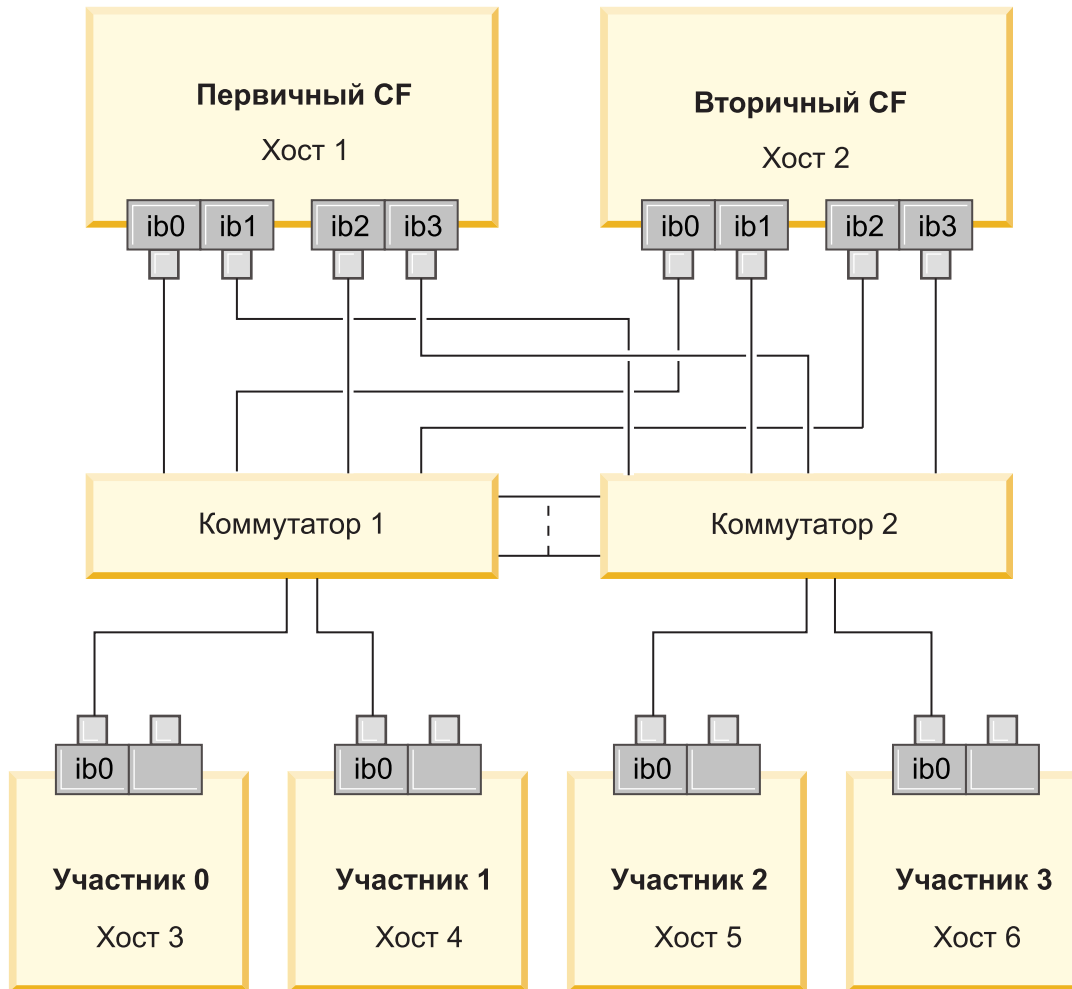 Первичный CF
Хост 1
ib0 ib1 ib2 ib3
Вторичный CF
Хост 2
ib0 ib1 ib2 ib3
Коммутатор 1
Коммутатор 2
ib0
Участник 0
Хост 3
ib0
Участник 1
Хост 4
ib0
Участник 2
Хост 5
ib0
Участник 3
Хост 6